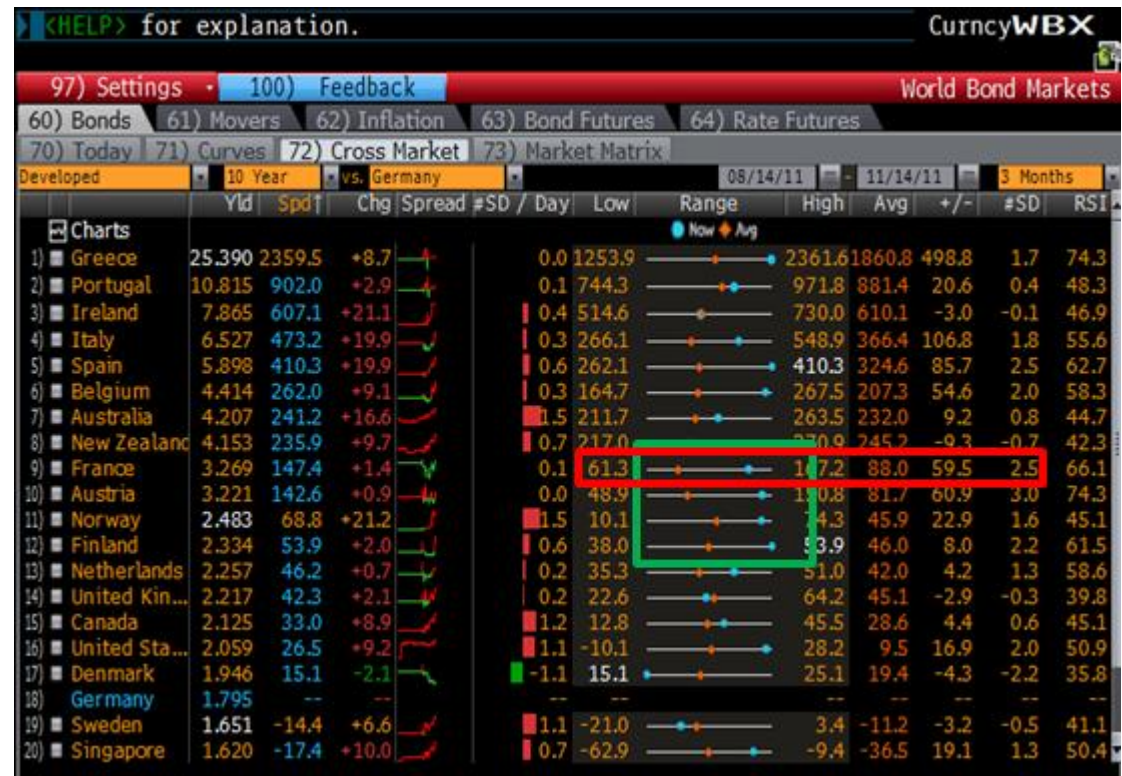 <HELP> for explanation. CurncyWBX
97) Settings 100) Feedback World Bond Markets
60) Bonds 61) Movers 62) Inflation 63) Bond Futures 64) Rate Futures
70) Today 71) Curves 72) Cross Market 73) Market Matrix
Developed 10 Year vs. Germany 08/14/11 - 11/14/11 3 Months
Yld Spd↑ Chg Spread #SD / Day Low Range High Avg +/- #SD RSI
Charts Now Avg
1) Greece 25.390 2359.5 +8.7 0.0 1253.9 2361.6 1860.8 498.8 1.7 74.3
2) Portugal 10.815 902.0 +2.9 0.1 744.3 971.8 881.4 20.6 0.4 48.3
3) Ireland 7.865 607.1 +21.1 0.4 514.6 730.0 610.1 -3.0 -0.1 46.9
4) Italy 6.527 473.2 +19.9 0.3 266.1 548.9 366.4 106.8 1.8 55.6
5) Spain 5.898 410.3 +19.9 0.6 262.1 410.3 324.6 85.7 2.5 62.7
6) Belgium 4.414 262.0 +9.1 0.3 164.7 267.5 207.3 54.6 2.0 58.3
7) Australia 4.207 241.2 +16.6 1.5 211.7 263.5 232.0 9.2 0.8 44.7
8) New Zealand 4.153 235.9 +9.7 0.7 217.0 245.2 -9.3 -0.7 42.3
9) France 3.269 147.4 +1.4 0.1 61.3 88.0 59.5 2.5 66.1
10) Austria 3.221 142.6 +0.9 0.0 48.9 81.7 60.9 3.0 74.3
11) Norway 2.483 68.8 +21.2 1.5 10.1 45.9 22.9 1.6 45.1
12) Finland 2.334 53.9 +2.0 0.6 38.0 53.9 46.0 8.0 2.2 61.5
13) Netherlands 2.257 46.2 +0.7 0.2 35.3 51.0 42.0 4.2 1.3 58.6
14) United Kin... 2.217 42.3 +2.1 0.2 22.6 64.2 45.1 -2.9 -0.3 39.8
15) Canada 2.125 33.0 +8.9 1.2 12.8 45.5 28.6 4.4 0.6 45.1
16) United Sta... 2.059 26.5 +9.2 1.1 -10.1 28.2 9.5 16.9 2.0 50.9
17) Denmark 1.946 15.1 -2.1 -1.1 15.1 25.1 19.4 -4.3 -2.2 35.8
18) Germany 1.795 -- -- -- -- -- -- -- -- --
19) Sweden 1.651 -14.4 +6.6 1.1 -21.0 3.4 -11.2 -3.2 -0.5 41.1
20) Singapore 1.620 -17.4 +10.0 0.7 -62.9 -9.4 -36.5 19.1 1.3 50.4